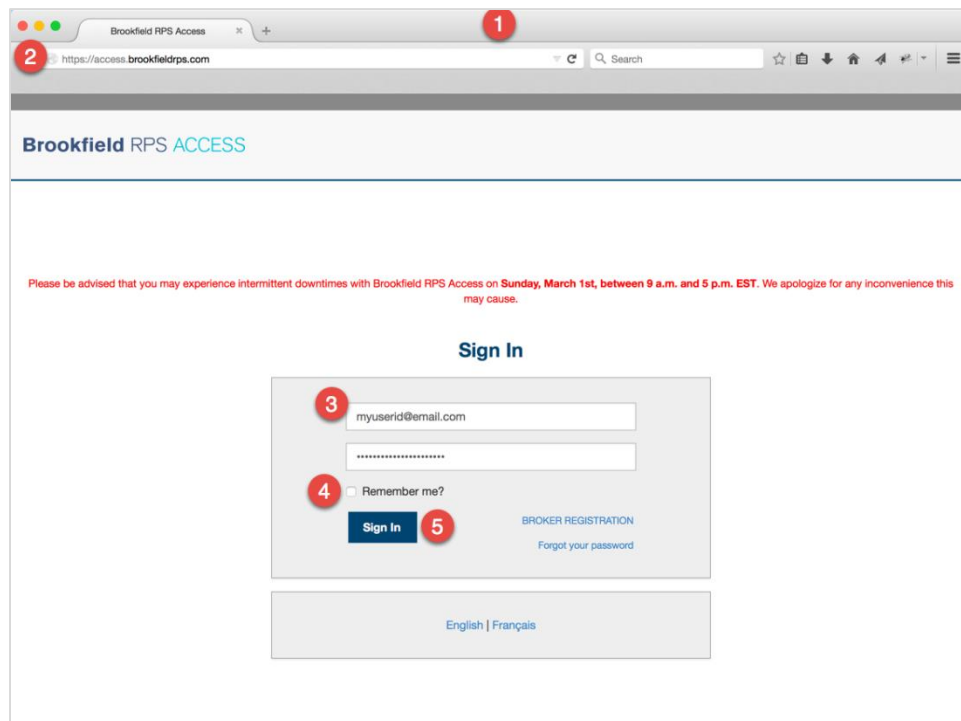 1
Brookfield RPS Access
2
https://access.brookfieldrps.com
Search
Brookfield RPS ACCESS
Please be advised that you may experience intermittent downtimes with Brookfield RPS Access on Sunday, March 1st, between 9 a.m. and 5 p.m. EST. We apologize for any inconvenience this
may cause.
Sign In
3
myuserid@email.com
4
Remember me?
Sign In
5
BROKER REGISTRATION
Forgot your password
English | Français